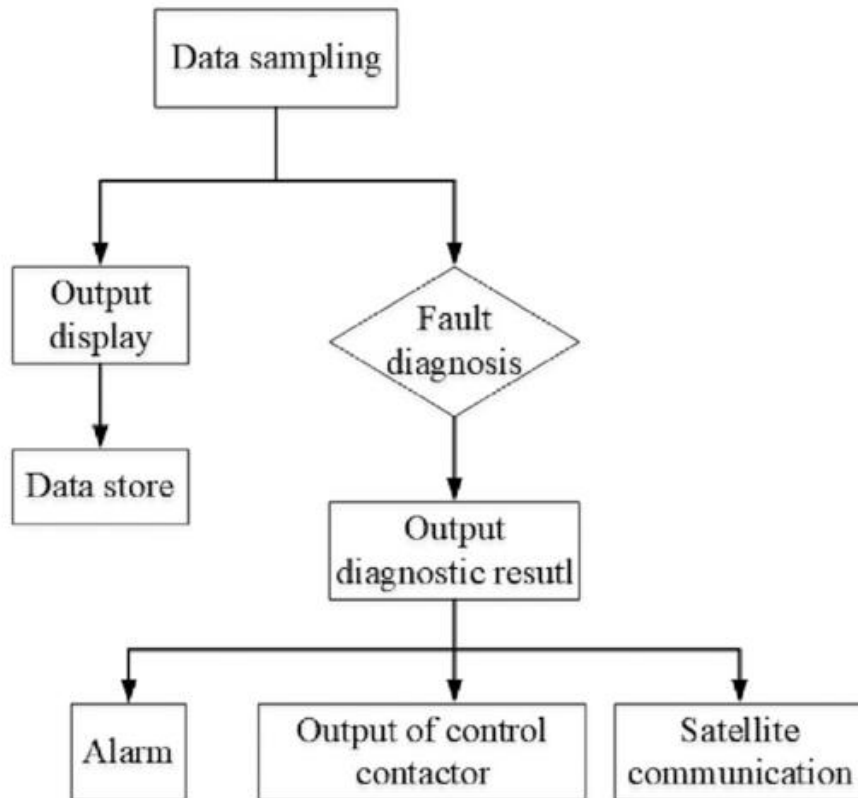 Data sampling
Output
display
Fault
diagnosis
Data store
Output
diagnostic resutl
Alarm
Output of control
contactor
Satellite
communication